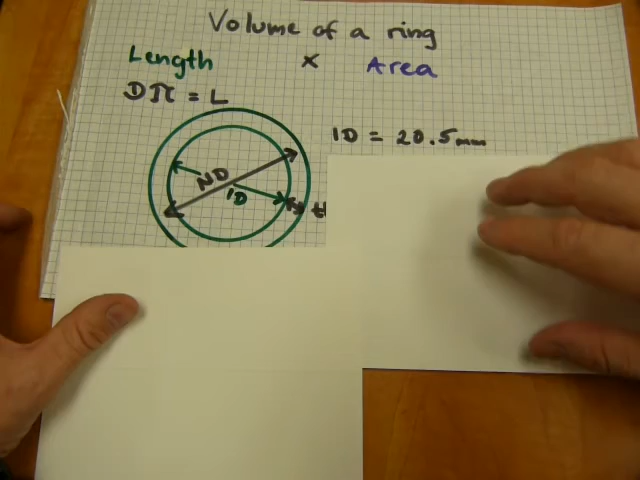 Volume of a ring
Length x Area
Dπ = L
ID = 20.5mm
ND
ID